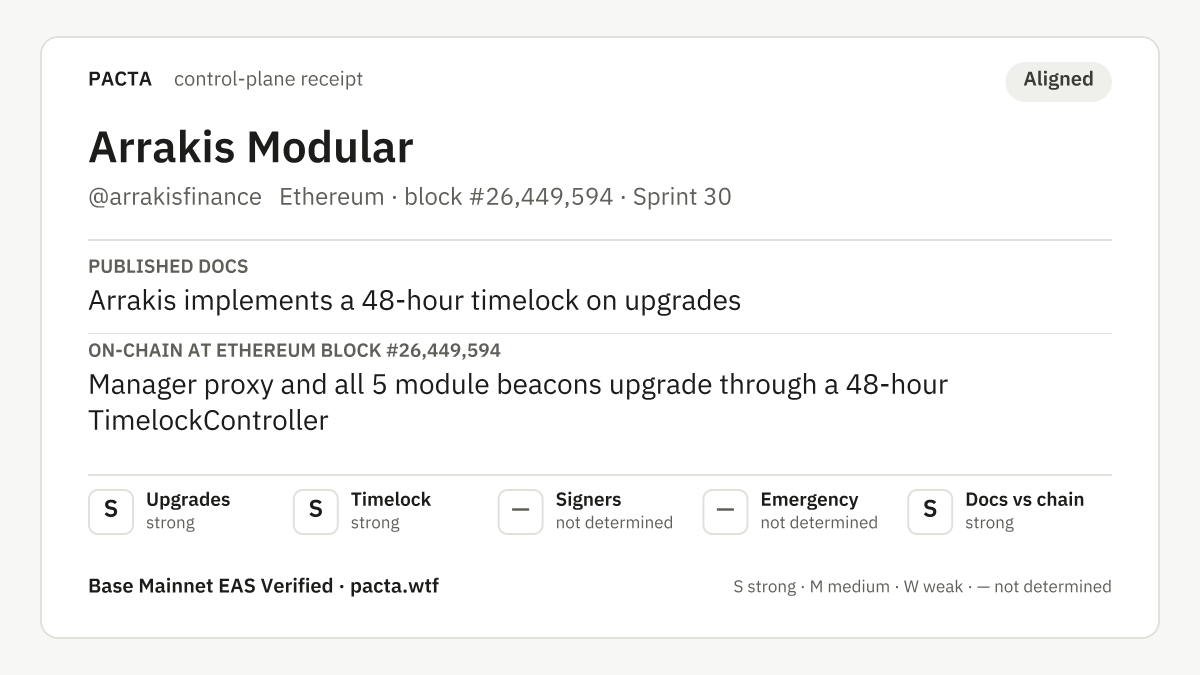 PACTA control-plane receipt Aligned
Arrakis Modular
@arrakisfinance Ethereum · block #26,449,594 · Sprint 30
PUBLISHED DOCS
Arrakis implements a 48-hour timelock on upgrades
ON-CHAIN AT ETHEREUM BLOCK #26,449,594
Manager proxy and all 5 module beacons upgrade through a 48-hour
TimelockController
S Upgrades strong
S Timelock strong
— Signers not determined
— Emergency not determined
S Docs vs chain strong
Base Mainnet EAS Verified · pacta.wtf
S strong · M medium · W weak · — not determined